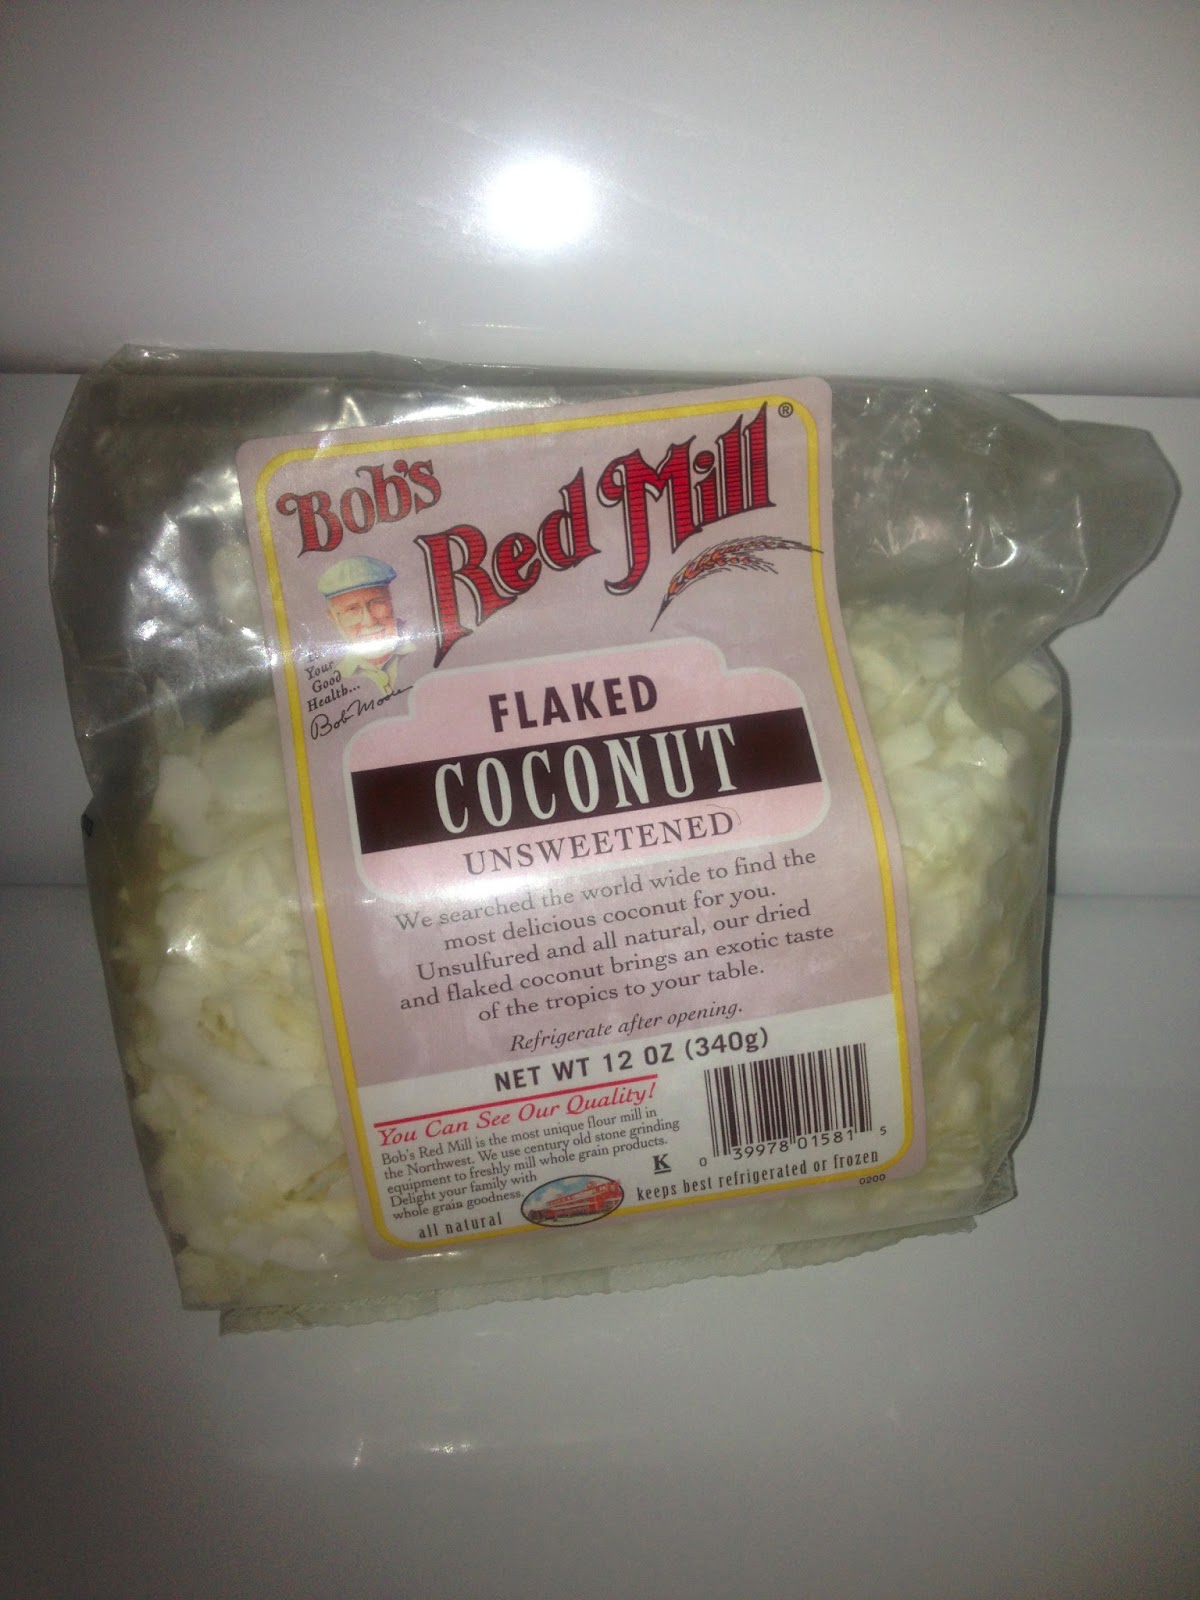 Bob's
Red Mill®
Your
Good
Health...
Bob Moore
FLAKED
COCONUT
UNSWEETENED
We searched the world wide to find the
most delicious coconut for you.
Unsulfured and all natural, our dried
and flaked coconut brings an exotic taste
of the tropics to your table.
Refrigerate after opening.
NET WT 12 OZ (340g)
You Can See Our Quality!
Bob's Red Mill is the most unique flour mill in
the Northwest. We use century old stone grinding
equipment to freshly mill whole grain products.
Delight your family with
whole grain goodness.
all natural
K
0 39978 01581 5
keeps best refrigerated or frozen
0200